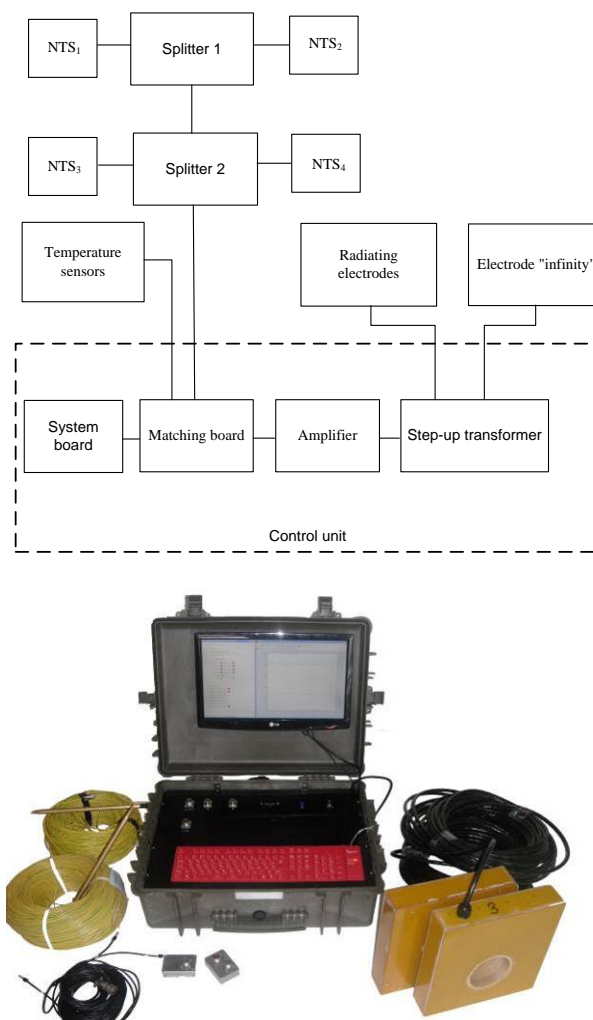 NTS₁
Splitter 1
NTS₂
NTS₃
Splitter 2
NTS₄
Temperature
sensors
Radiating
electrodes
Electrode "infinity"
System
board
Matching board
Amplifier
Step-up transformer
Control unit
LG
3